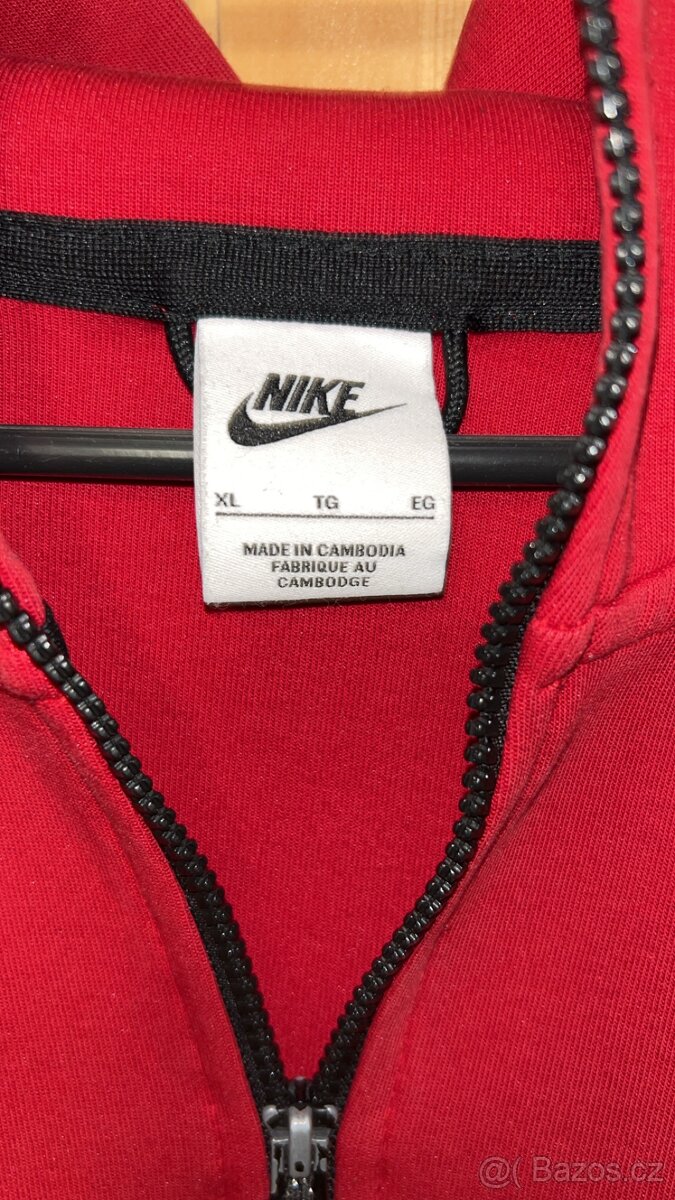 NIKE
XL TG EG
MADE IN CAMBODIA
FABRIQUE AU
CAMBODGE
@( Bazos.cz